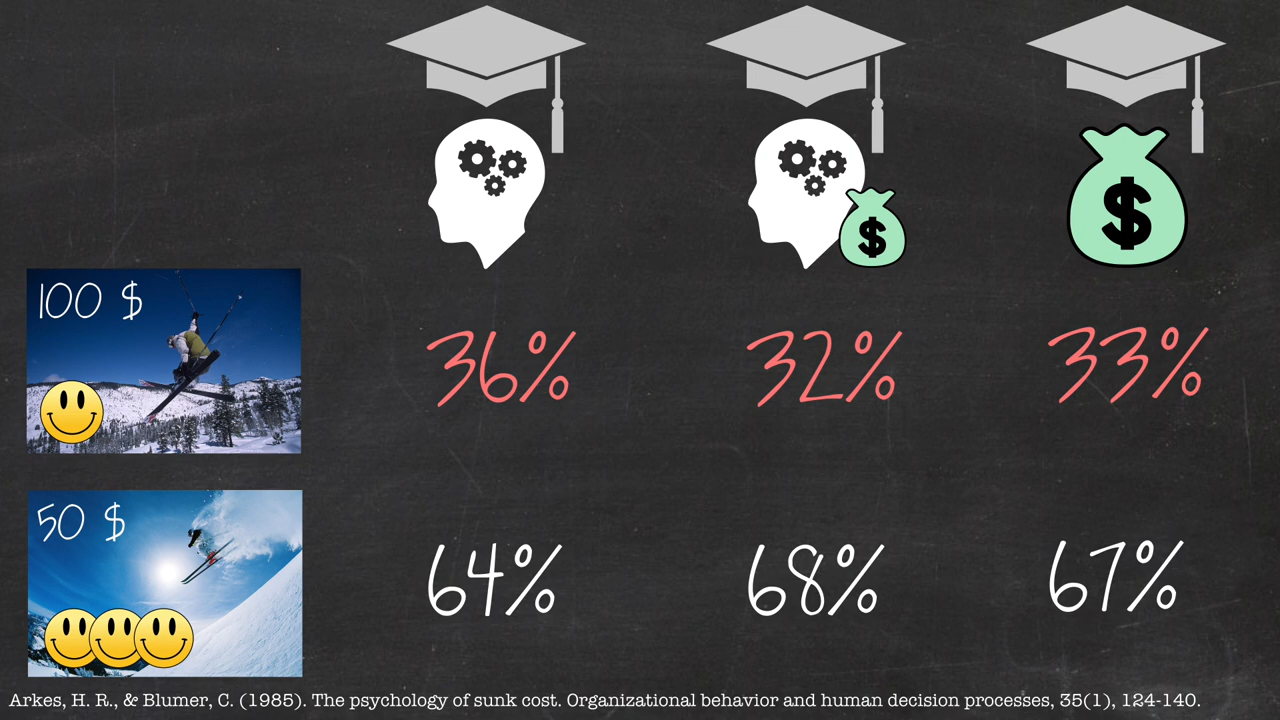 $ $
100 $
36% 32% 33%
50 $
64% 68% 67%
Arkes, H. R., & Blumer, C. (1985). The psychology of sunk cost. Organizational behavior and human decision processes, 35(1), 124-140.